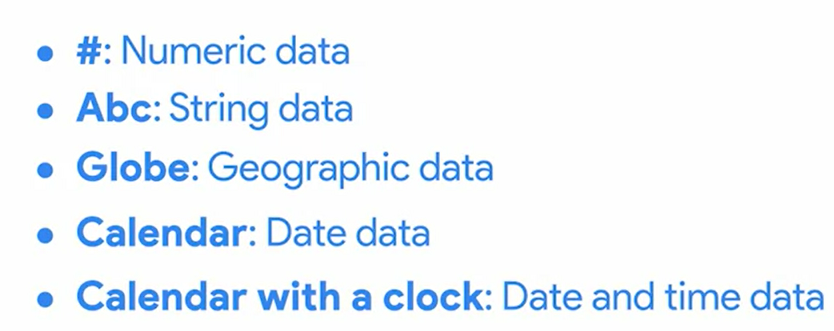 • #: Numeric data
• Abc: String data
• Globe: Geographic data
• Calendar: Date data
• Calendar with a clock: Date and time data